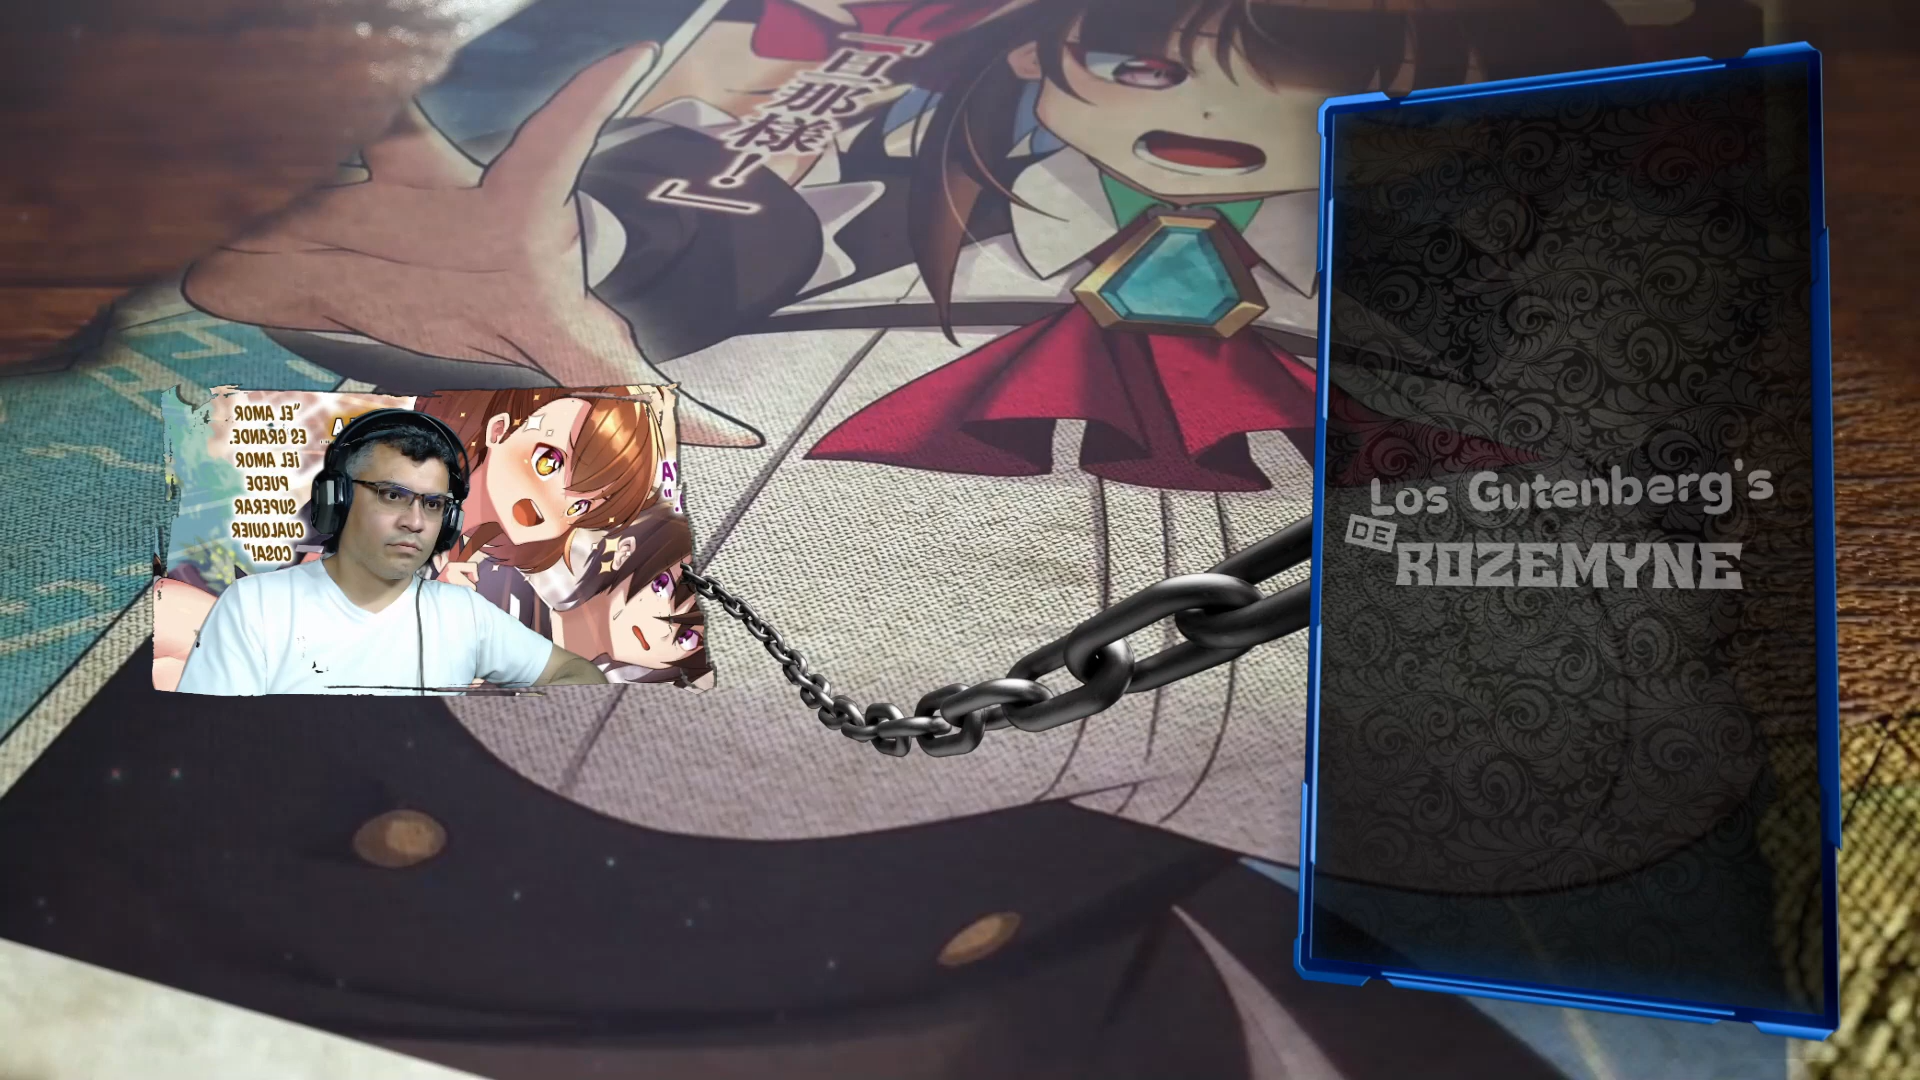 『旦那様！』
"EL AMOR
ES GRANDE.
¡EL AMOR
PUEDE
SUPERAR
CUALQUIER
COSA!"
Los Gutenberg's
DE
ROZEMYNE